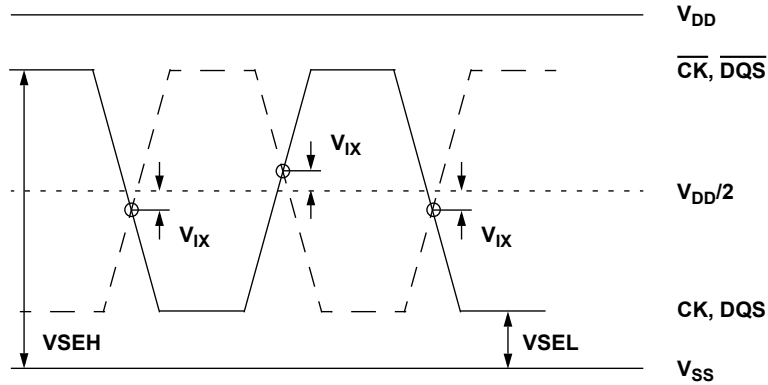 VDD
CK, DQS
VIX
VDD/2
VIX
VIX
CK, DQS
VSEH
VSEL
VSS